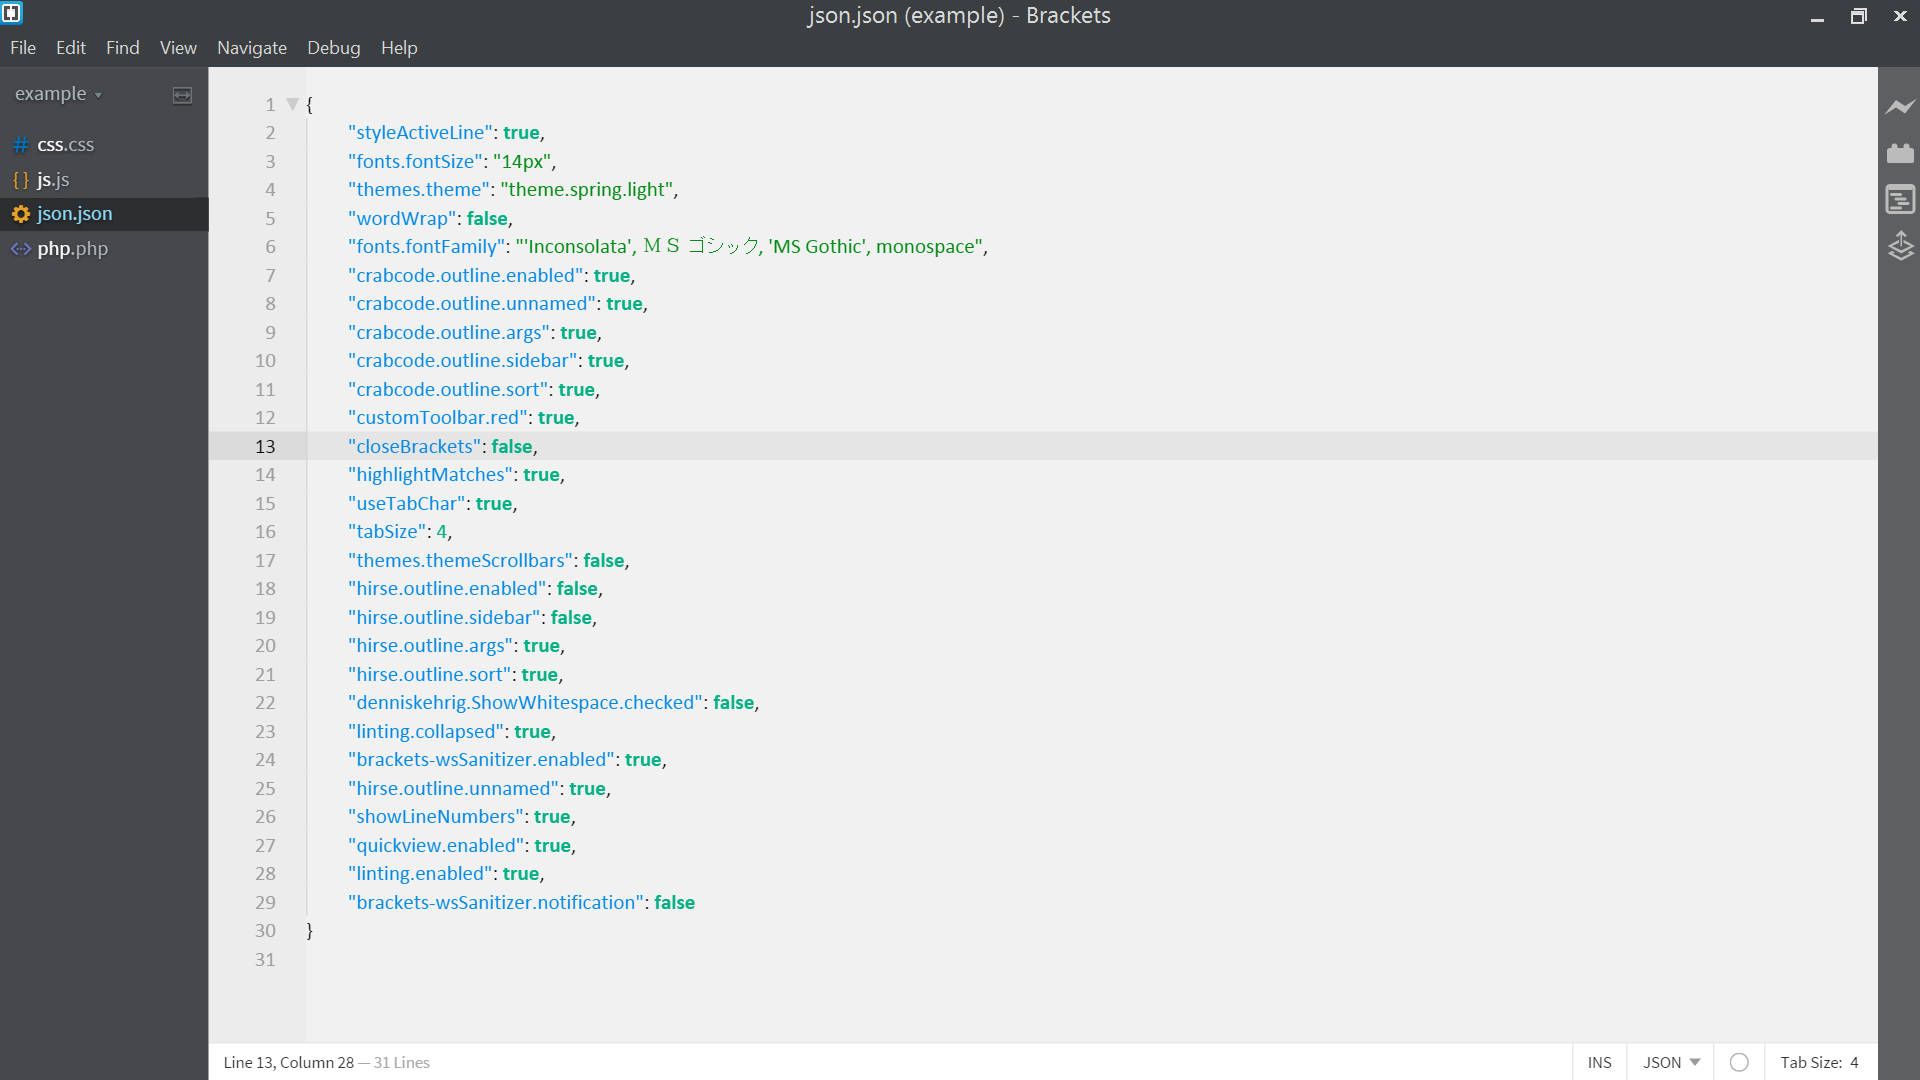 json.json (example) - Brackets
File Edit Find View Navigate Debug Help
example
css.css
js.js
json.json
php.php
1 {
2 "styleActiveLine": true,
3 "fonts.fontSize": "14px",
4 "themes.theme": "theme.spring.light",
5 "wordWrap": false,
6 "fonts.fontFamily": "'Inconsolata', ＭＳ ゴシック, 'MS Gothic', monospace",
7 "crabcode.outline.enabled": true,
8 "crabcode.outline.unnamed": true,
9 "crabcode.outline.args": true,
10 "crabcode.outline.sidebar": true,
11 "crabcode.outline.sort": true,
12 "customToolbar.red": true,
13 "closeBrackets": false,
14 "highlightMatches": true,
15 "useTabChar": true,
16 "tabSize": 4,
17 "themes.themeScrollbars": false,
18 "hirse.outline.enabled": false,
19 "hirse.outline.sidebar": false,
20 "hirse.outline.args": true,
21 "hirse.outline.sort": true,
22 "denniskehrig.ShowWhitespace.checked": false,
23 "linting.collapsed": true,
24 "brackets-wsSanitizer.enabled": true,
25 "hirse.outline.unnamed": true,
26 "showLineNumbers": true,
27 "quickview.enabled": true,
28 "linting.enabled": true,
29 "brackets-wsSanitizer.notification": false
30 }
31
Line 13, Column 28 — 31 Lines
INS JSON Tab Size: 4